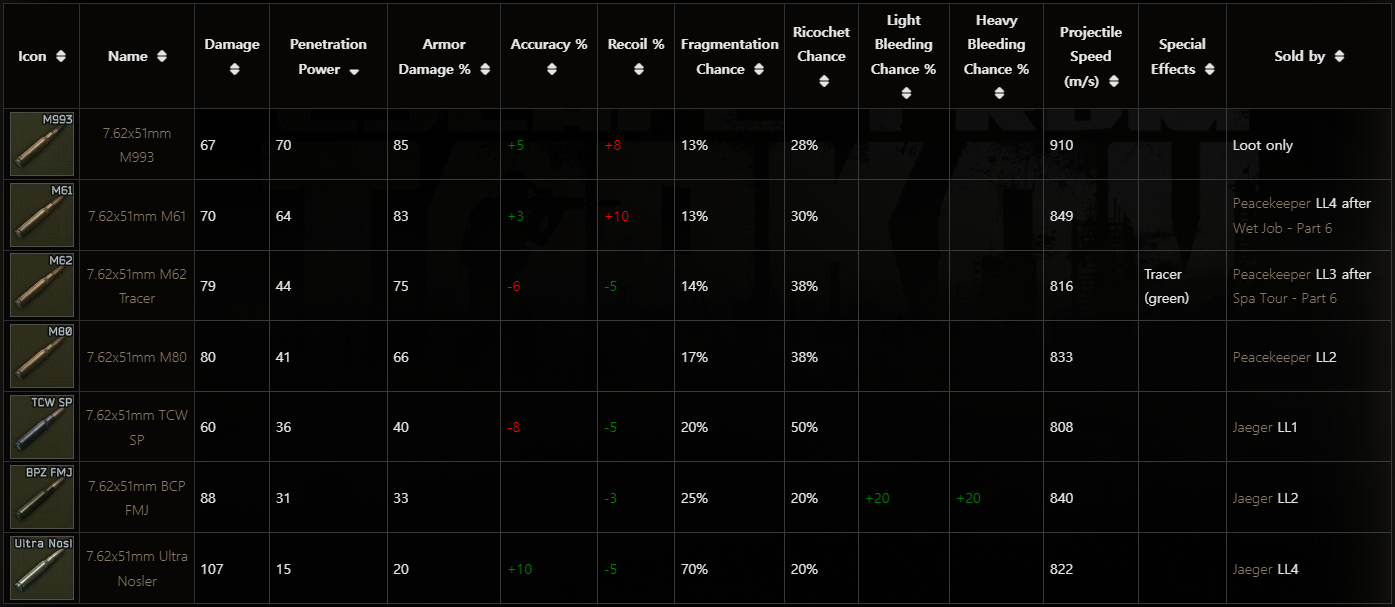 Icon
Name
Damage
Penetration
Power
Armor
Damage %
Accuracy %
Recoil %
Fragmentation
Chance
Ricochet
Chance
Light
Bleeding
Chance %
Heavy
Bleeding
Chance %
Projectile
Speed
(m/s)
Special
Effects
Sold by
M993
7.62x51mm
M993
67
70
85
+5
+8
13%
28%
910
Loot only
M61
7.62x51mm M61
70
64
83
+3
+10
13%
30%
849
Peacekeeper LL4 after
Wet Job - Part 6
M62
7.62x51mm M62
Tracer
79
44
75
-6
-5
14%
38%
816
Tracer
(green)
Peacekeeper LL3 after
Spa Tour - Part 6
M80
7.62x51mm M80
80
41
66
17%
38%
833
Peacekeeper LL2
TCW SP
7.62x51mm TCW
SP
60
36
40
-8
-5
20%
50%
808
Jaeger LL1
BPZ FMJ
7.62x51mm BCP
FMJ
88
31
33
-3
25%
20%
+20
+20
840
Jaeger LL2
Ultra Nosl
7.62x51mm Ultra
Nosler
107
15
20
+10
-5
70%
20%
822
Jaeger LL4